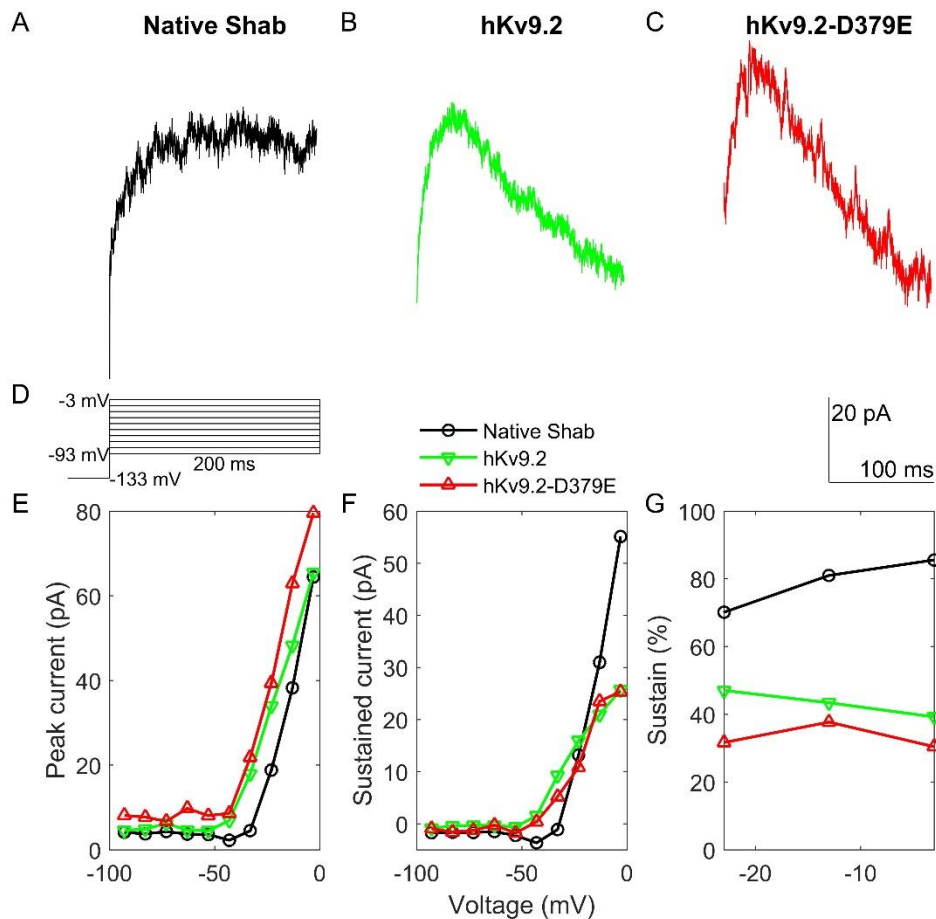 A Native Shab B hKv9.2 C hKv9.2-D379E
D
-3 mV
-93 mV
200 ms
-133 mV
Native Shab
hKv9.2
hKv9.2-D379E
20 pA
100 ms
E
80
60
40
20
0
Peak current (pA)
-100 -50 0
F
60
50
40
30
20
10
0
Sustained current (pA)
-100 -50 0
Voltage (mV)
G
100
80
60
40
20
0
Sustain (%)
-20 -10